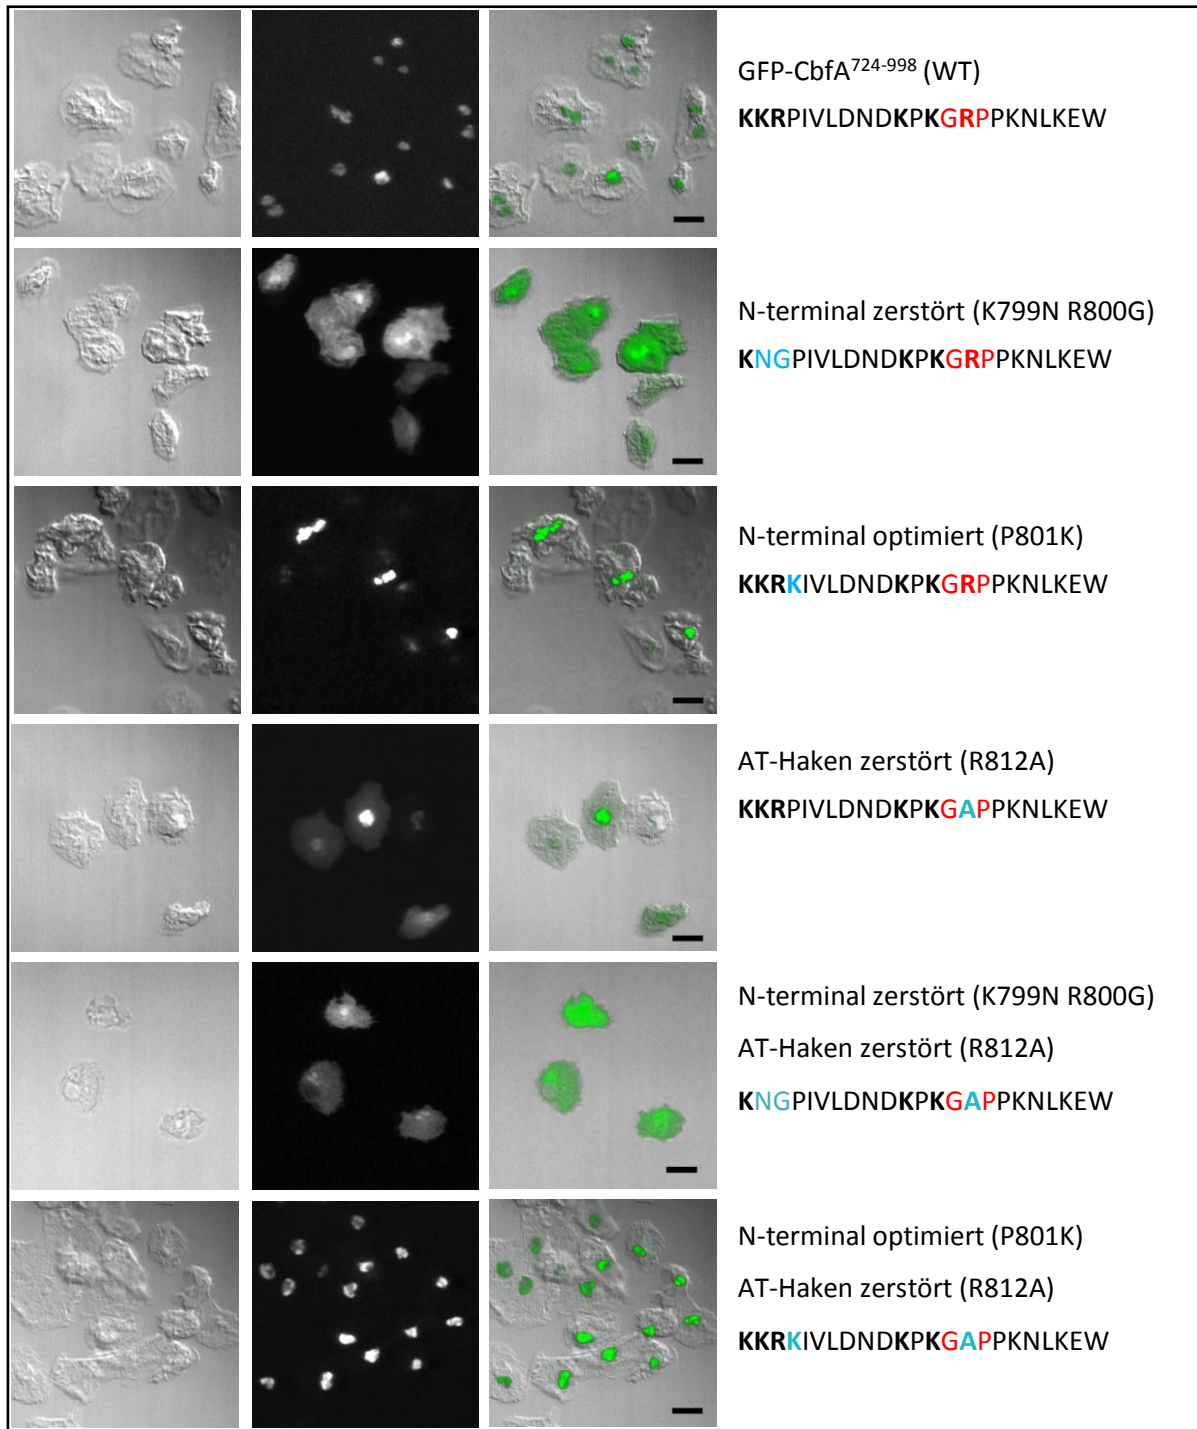 GFP-CbfA⁷²⁴⁻⁹⁹⁸ (WT)
KKRPIVLDNDKPKGRPPKNLKEW
N-terminal zerstört (K799N R800G)
KNGPIVLDNDKPKGRPPKNLKEW
N-terminal optimiert (P801K)
KKRKIVLDNDKPKGRPPKNLKEW
AT-Haken zerstört (R812A)
KKRPIVLDNDKPKGAPPKNLKEW
N-terminal zerstört (K799N R800G)
AT-Haken zerstört (R812A)
KNGPIVLDNDKPKGAPPKNLKEW
N-terminal optimiert (P801K)
AT-Haken zerstört (R812A)
KKRKIVLDNDKPKGAPPKNLKEW